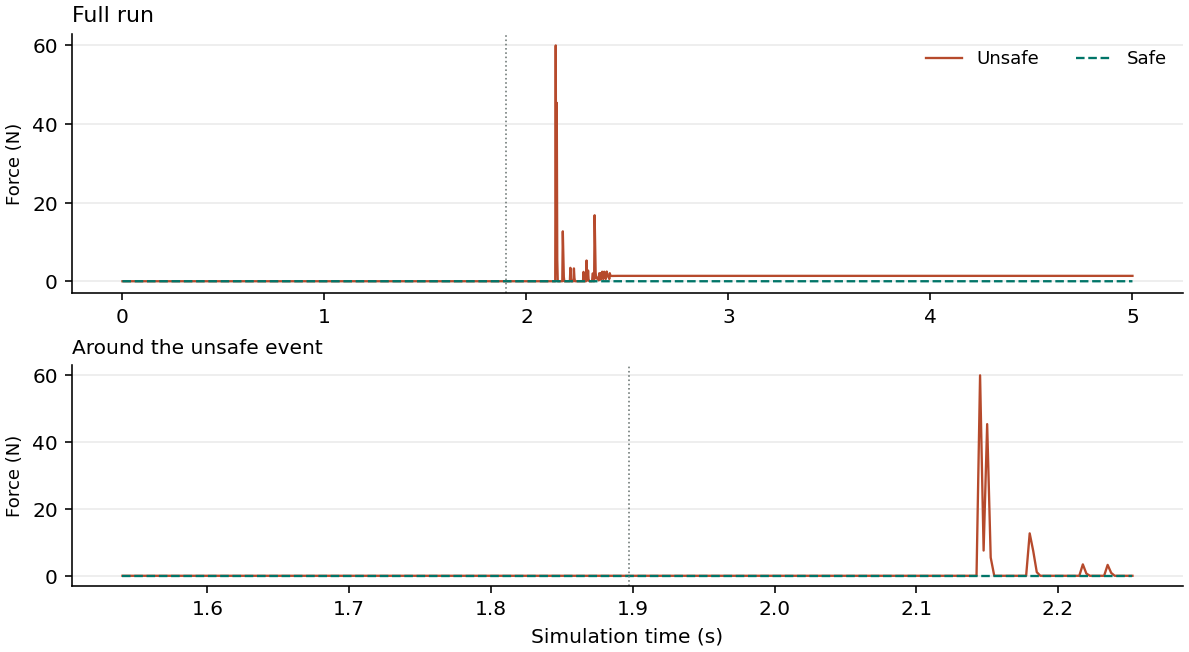 Full run
Force (N)
60
40
20
0
Unsafe
Safe
0 1 2 3 4 5
Around the unsafe event
Force (N)
60
40
20
0
1.6 1.7 1.8 1.9 2.0 2.1 2.2
Simulation time (s)